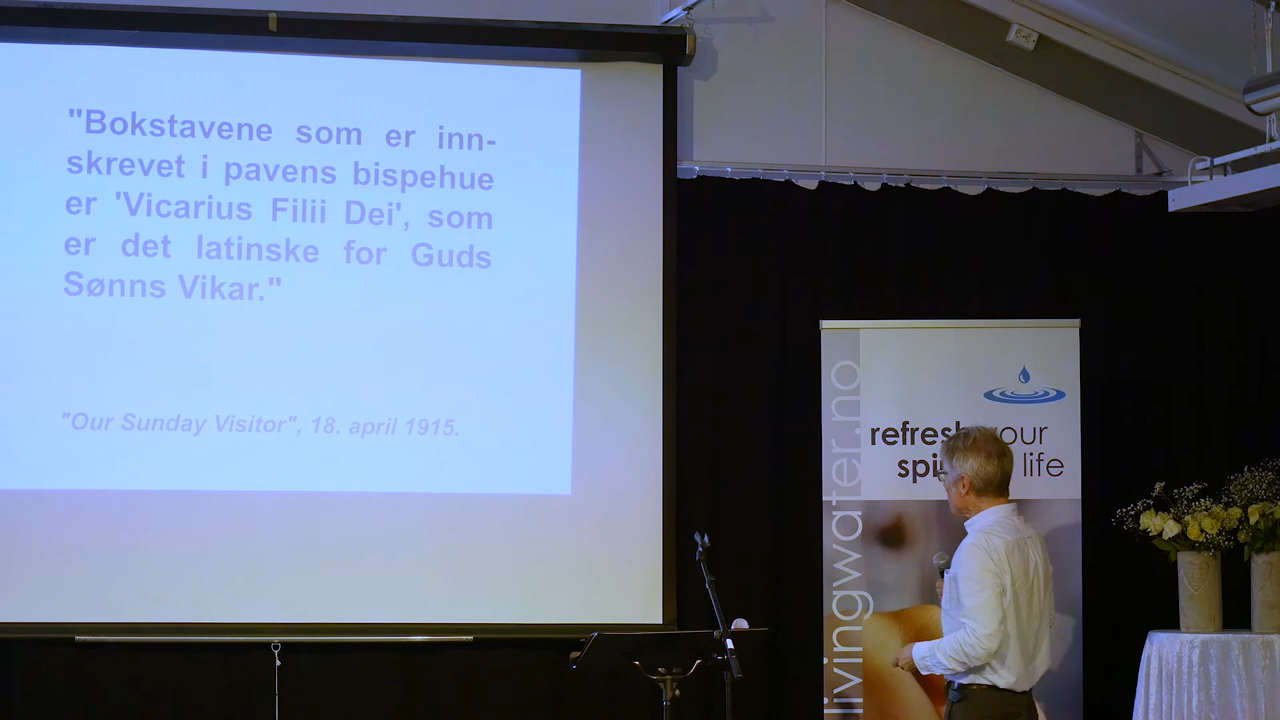 "Bokstavene som er inn-
skrevet i pavens bispehue
er 'Vicarius Filii Dei', som
er det latinske for Guds
Sønns Vikar."
"Our Sunday Visitor", 18. april 1915.
livingwater.no
refresh your
life